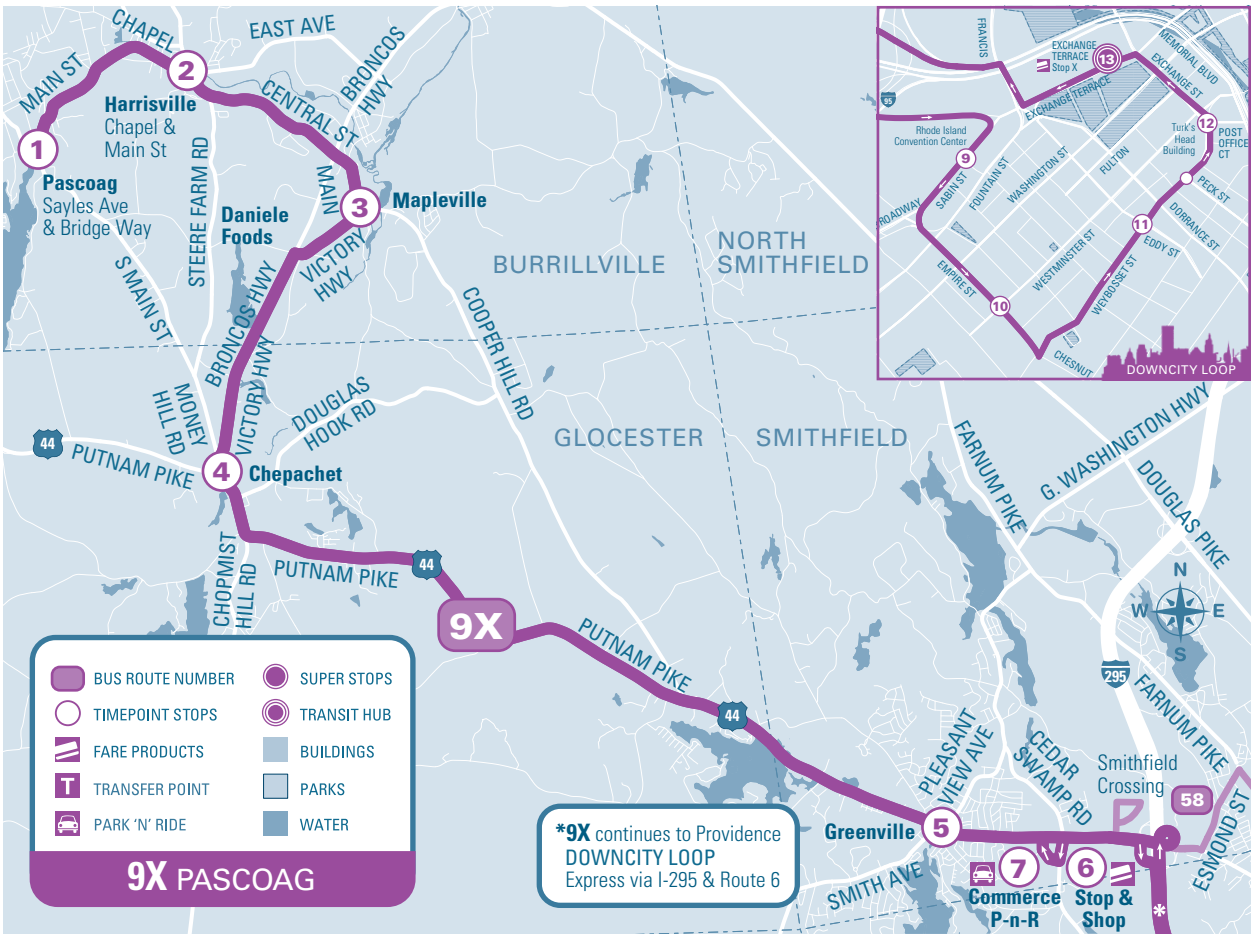 MAIN ST
CHAPEL
EAST AVE
BRONCOS
HWY
2
Harrisville
Chapel &
Main St
CENTRAL ST
1
Pascoag
Sayles Ave
& Bridge Way
STEERE FARM RD
MAIN
3
Mapleville
Daniele
Foods
VICTORY
HWY
S MAIN ST
BRONCOS HWY
VICTORY HWY
BURRILLVILLE
NORTH
SMITHFIELD
COOPER HILL RD
MONEY
HILL RD
DOUGLAS
HOOK RD
44
PUTNAM PIKE
4
Chepachet
GLOCESTER
SMITHFIELD
CHOPMIST
HILL RD
PUTNAM PIKE
44
9X
PUTNAM PIKE
44
FARNUM PIKE
G. WASHINGTON HWY
DOUGLAS PIKE
N
W
E
S
295
FARNUM PIKE
PLEASANT
VIEW AVE
CEDAR
SWAMP RD
Smithfield
Crossing
58
ESMOND ST
Greenville
5
SMITH AVE
7
Commerce
P-n-R
6
Stop &
Shop
*
FRANCIS
EXCHANGE
TERRACE
Stop X
13
MEMORIAL BLVD
EXCHANGE ST
EXCHANGE TERRACE
95
Rhode Island
Convention Center
9
Turk's
Head
Building
12
POST
OFFICE
CT
SABIN ST
FOUNTAIN ST
WASHINGTON ST
FULTON
PECK ST
ROADWAY
11
DORRANCE ST
EDDY ST
EMPIRE ST
WESTMINSTER ST
WEYBOSSET ST
10
CHESNUT
DOWNCITY LOOP
BUS ROUTE NUMBER
TIMEPOINT STOPS
FARE PRODUCTS
T
TRANSFER POINT
PARK 'N' RIDE
SUPER STOPS
TRANSIT HUB
BUILDINGS
PARKS
WATER
9X PASCOAG
*9X continues to Providence
DOWNCITY LOOP
Express via I-295 & Route 6